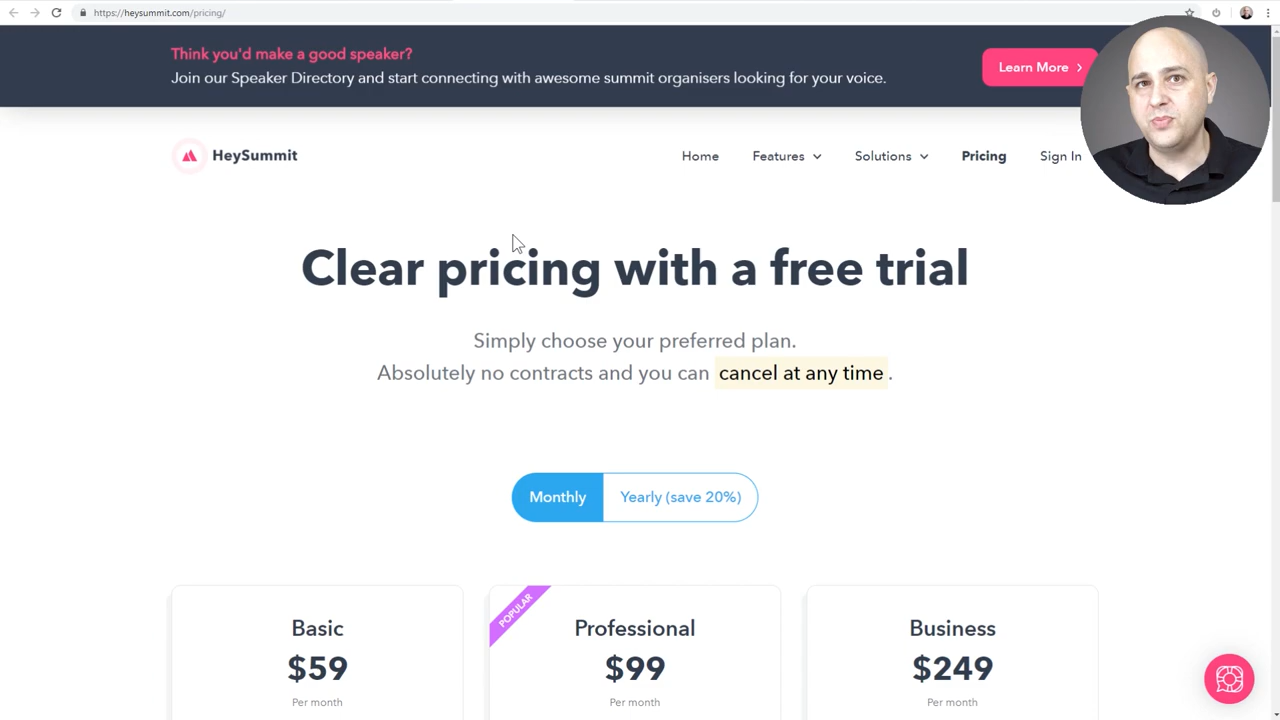 https://heysummit.com/pricing/
Think you'd make a good speaker?
Join our Speaker Directory and start connecting with awesome summit organisers looking for your voice.
Learn More
HeySummit
Home
Features
Solutions
Pricing
Sign In
Clear pricing with a free trial
Simply choose your preferred plan.
Absolutely no contracts and you can cancel at any time.
Monthly
Yearly (save 20%)
Basic
$59
Per month
POPULAR
Professional
$99
Per month
Business
$249
Per month